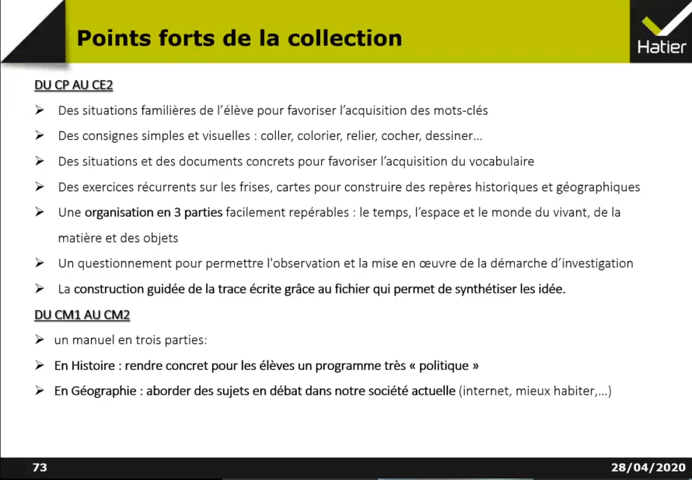 Points forts de la collection
Hatier
DU CP AU CE2
➢ Des situations familières de l'élève pour favoriser l'acquisition des mots-clés
➢ Des consignes simples et visuelles : coller, colorier, relier, cocher, dessiner...
➢ Des situations et des documents concrets pour favoriser l'acquisition du vocabulaire
➢ Des exercices récurrents sur les frises, cartes pour construire des repères historiques et géographiques
➢ Une organisation en 3 parties facilement repérables : le temps, l'espace et le monde du vivant, de la
matière et des objets
➢ Un questionnement pour permettre l'observation et la mise en œuvre de la démarche d'investigation
➢ La construction guidée de la trace écrite grâce au fichier qui permet de synthétiser les idée.
DU CM1 AU CM2
➢ un manuel en trois parties:
➢ En Histoire : rendre concret pour les élèves un programme très « politique »
➢ En Géographie : aborder des sujets en débat dans notre société actuelle (internet, mieux habiter,...)
73
28/04/2020